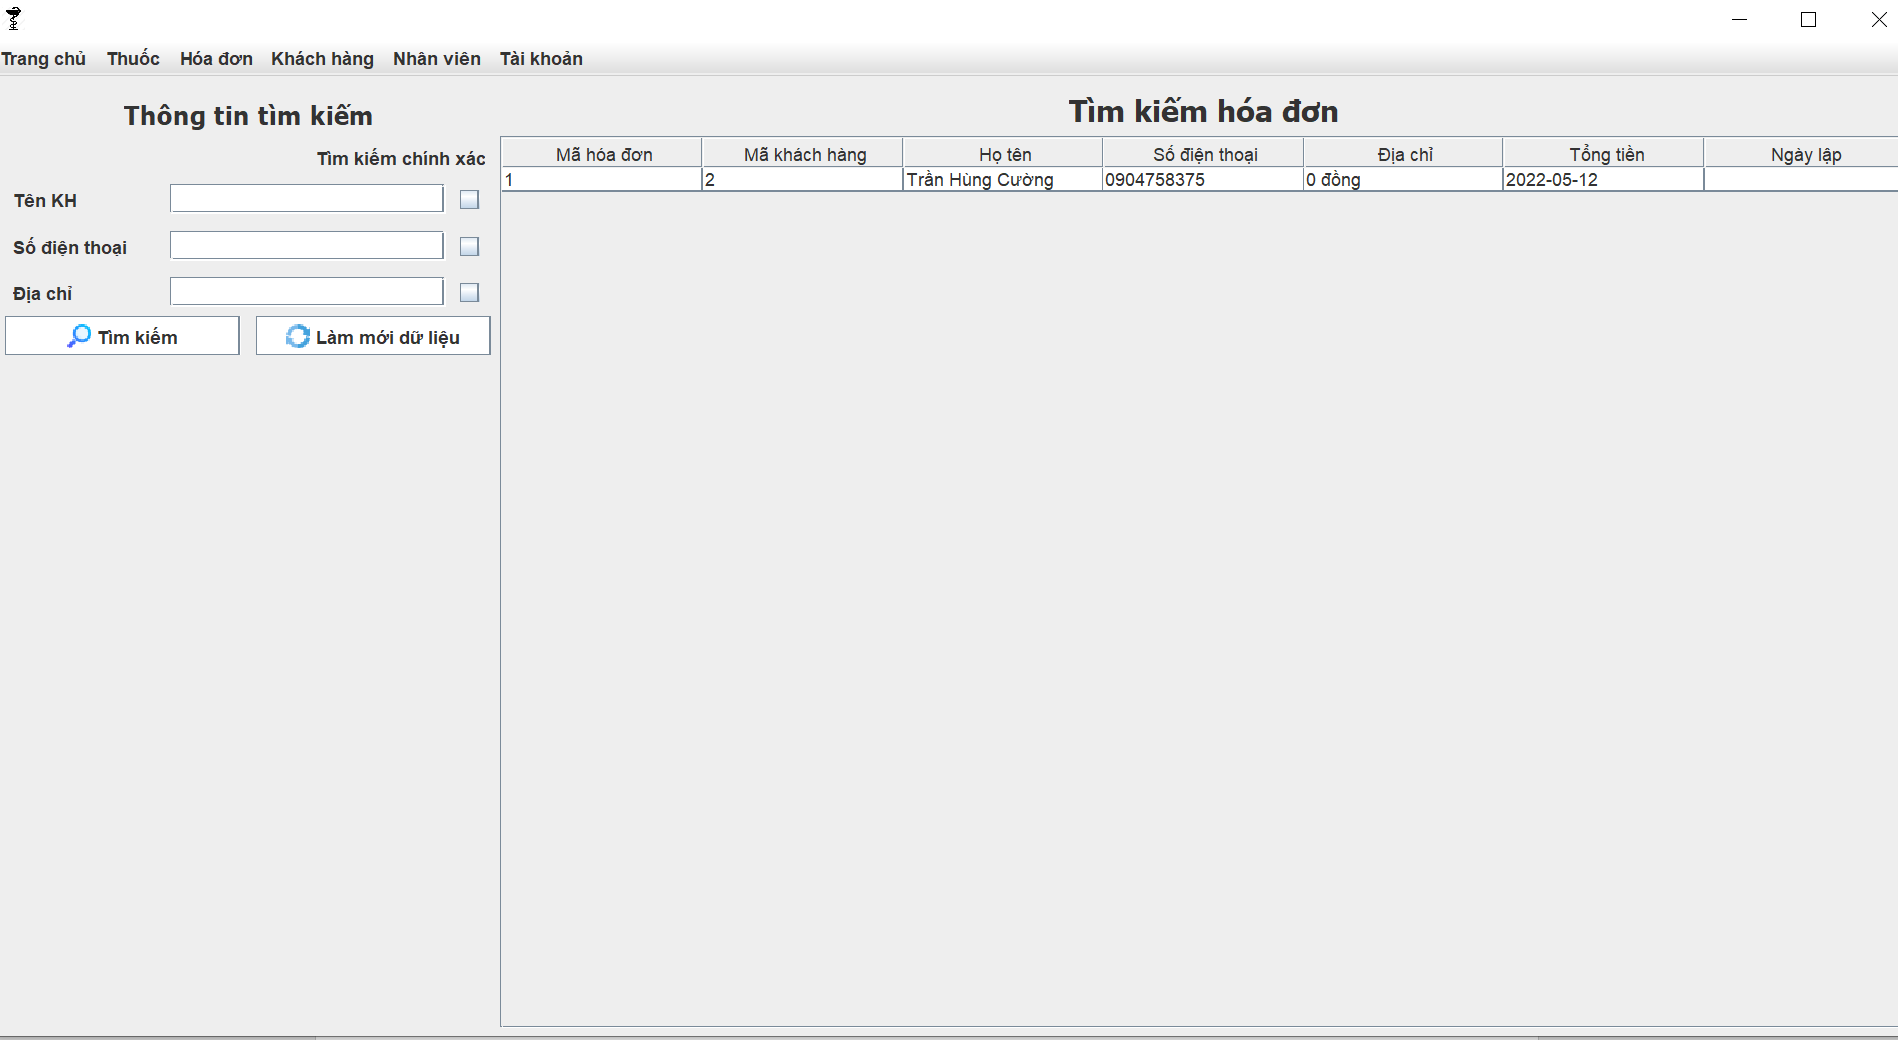 Trang chủ Thuốc Hóa đơn Khách hàng Nhân viên Tài khoản
Thông tin tìm kiếm
Tìm kiếm chính xác
Tên KH
Số điện thoại
Địa chỉ
Tìm kiếm Làm mới dữ liệu
Tìm kiếm hóa đơn
Mã hóa đơn Mã khách hàng Họ tên Số điện thoại Địa chỉ Tổng tiền Ngày lập
1 2 Trần Hùng Cường 0904758375 0 đồng 2022-05-12